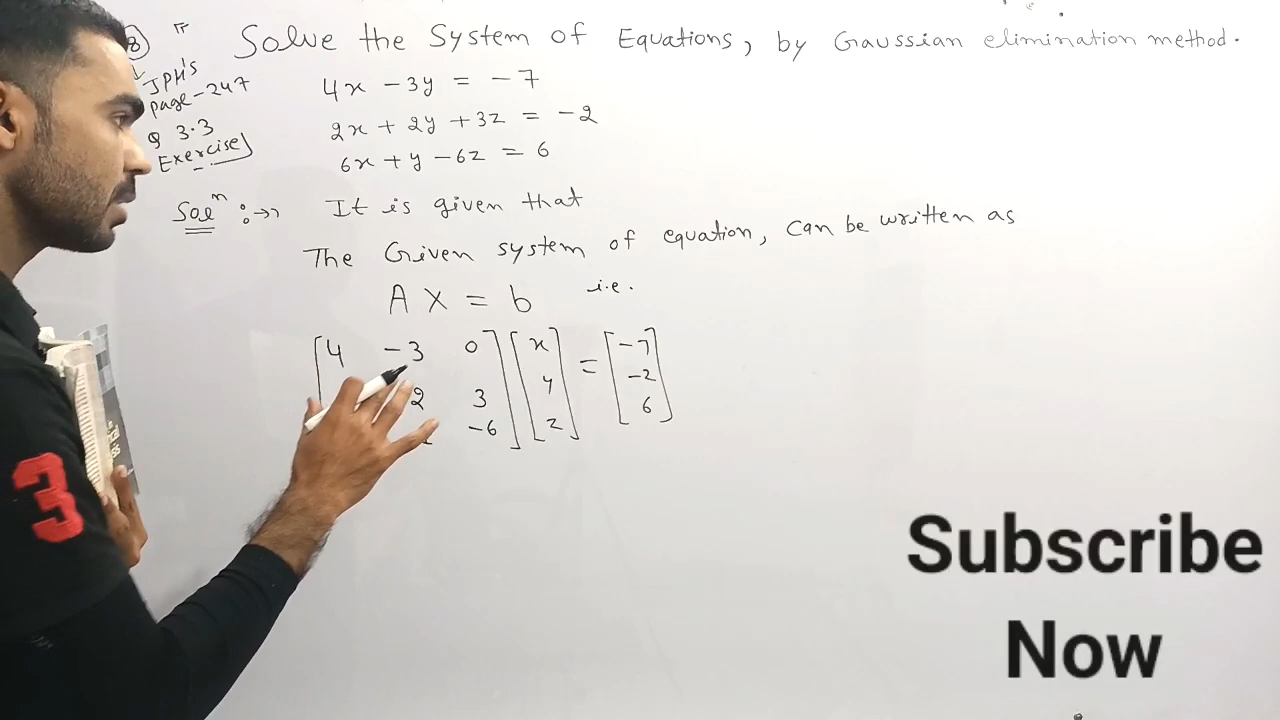 8) Solve the System of Equations, by Gaussian elimination method.
JPH's
page-247
Q 3.3
Exercise
4x - 3y = -7
2x + 2y + 3z = -2
6x + y - 6z = 6
Solⁿ :→ It is given that
The Given system of equation, can be written as
A X = b i.e.
[4 -3 0] [x] = [-7]
2 3 y -2
-6 z 6
3
Subscribe
Now